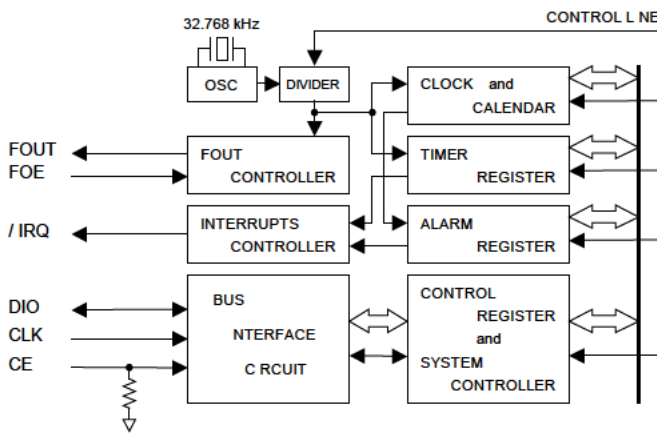 32.768 kHz
CONTROL L NE
OSC
DIVIDER
CLOCK and
CALENDAR
FOUT
FOE
FOUT
CONTROLLER
TIMER
REGISTER
/ IRQ
INTERRUPTS
CONTROLLER
ALARM
REGISTER
DIO
CLK
CE
BUS
NTERFACE
C RCUIT
CONTROL
REGISTER
and
SYSTEM
CONTROLLER